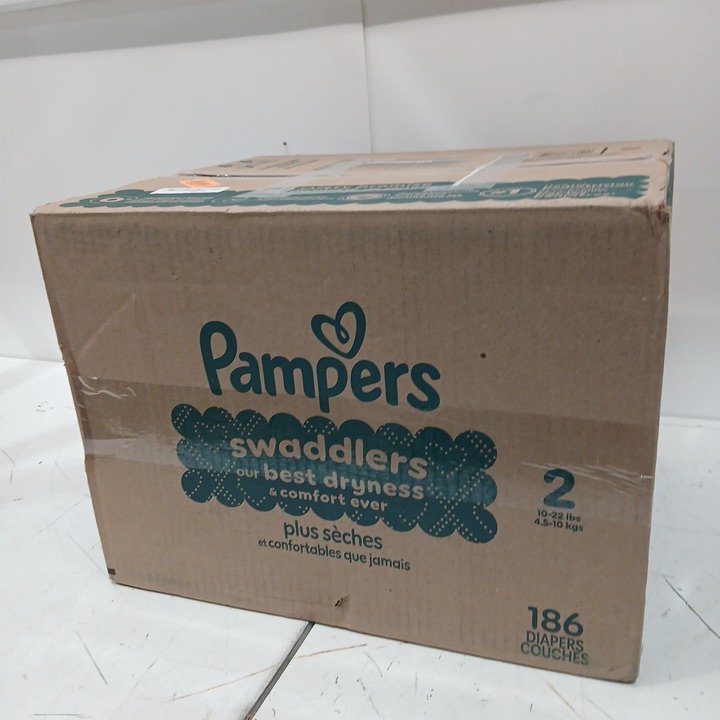 Pampers
swaddlers
our best dryness
& comfort ever
plus sèches
et confortables que jamais
2
10-22 lbs
4.5-10 kgs
186
DIAPERS
COUCHES